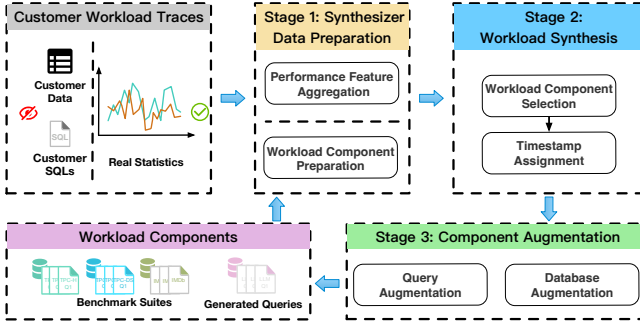 Customer Workload Traces
Customer
Data
SQL
Customer
SQLs
Real Statistics
Stage 1: Synthesizer
Data Preparation
Performance Feature
Aggregation
Workload Component
Preparation
Stage 2:
Workload Synthesis
Workload Component
Selection
Timestamp
Assignment
Workload Components
Benchmark Suites
Generated Queries
Stage 3: Component Augmentation
Query
Augmentation
Database
Augmentation